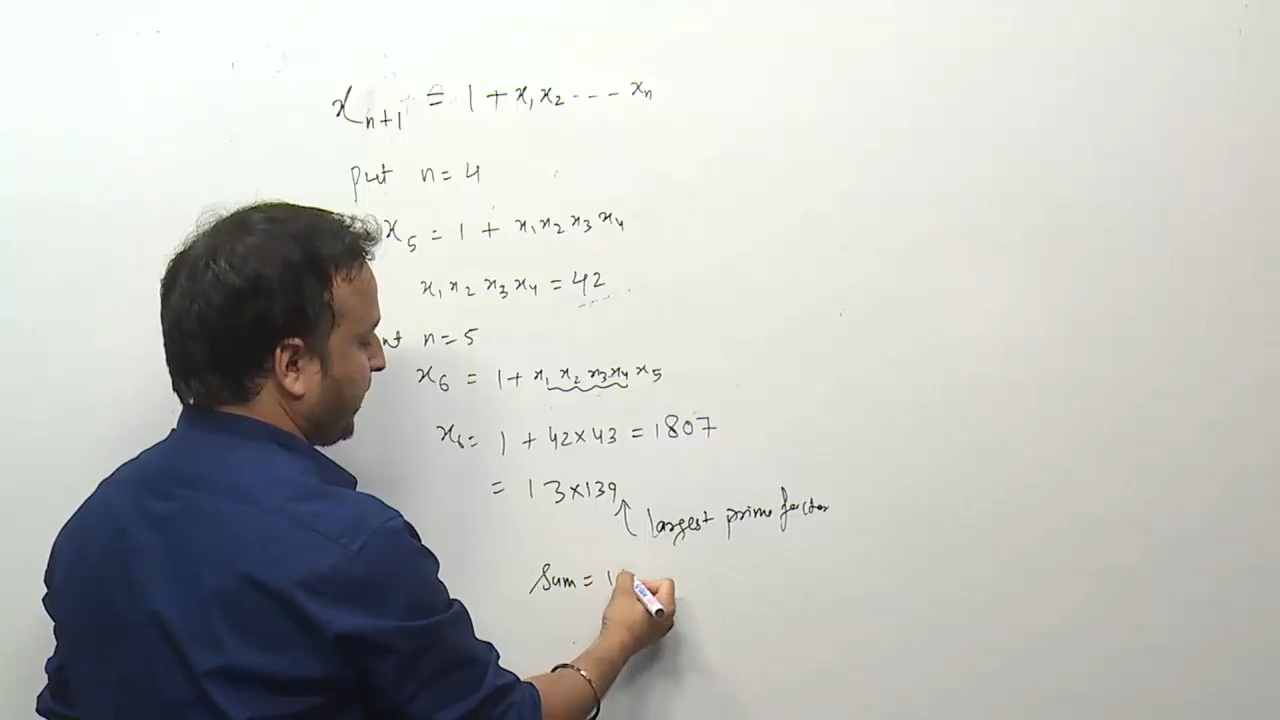 x_{n+1} = 1 + x_1 x_2 ---- x_n
put n = 4
x_5 = 1 + x_1 x_2 x_3 x_4
x_1 x_2 x_3 x_4 = 42
n = 5
x_6 = 1 + x_1 x_2 x_3 x_4 x_5
x_6 = 1 + 42 × 43 = 1807
= 13 × 139
largest prime factor
Sum = 1